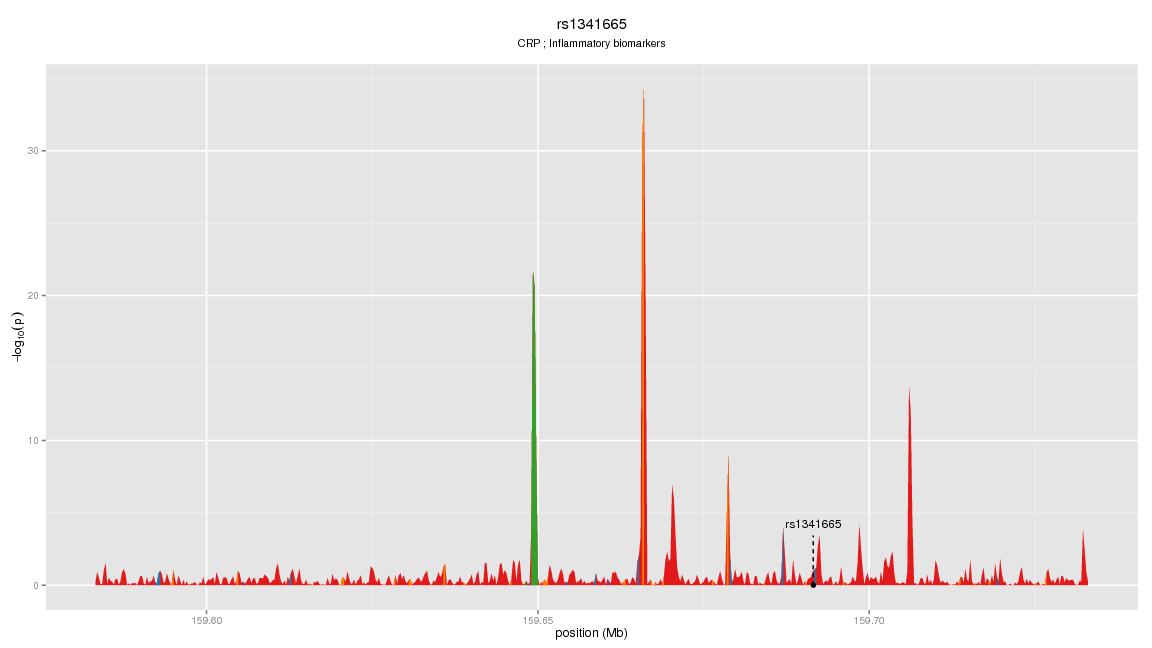 rs1341665
CRP ; Inflammatory biomarkers
−log10(p)
30
20
10
0
rs1341665
159.60
159.65
159.70
position (Mb)